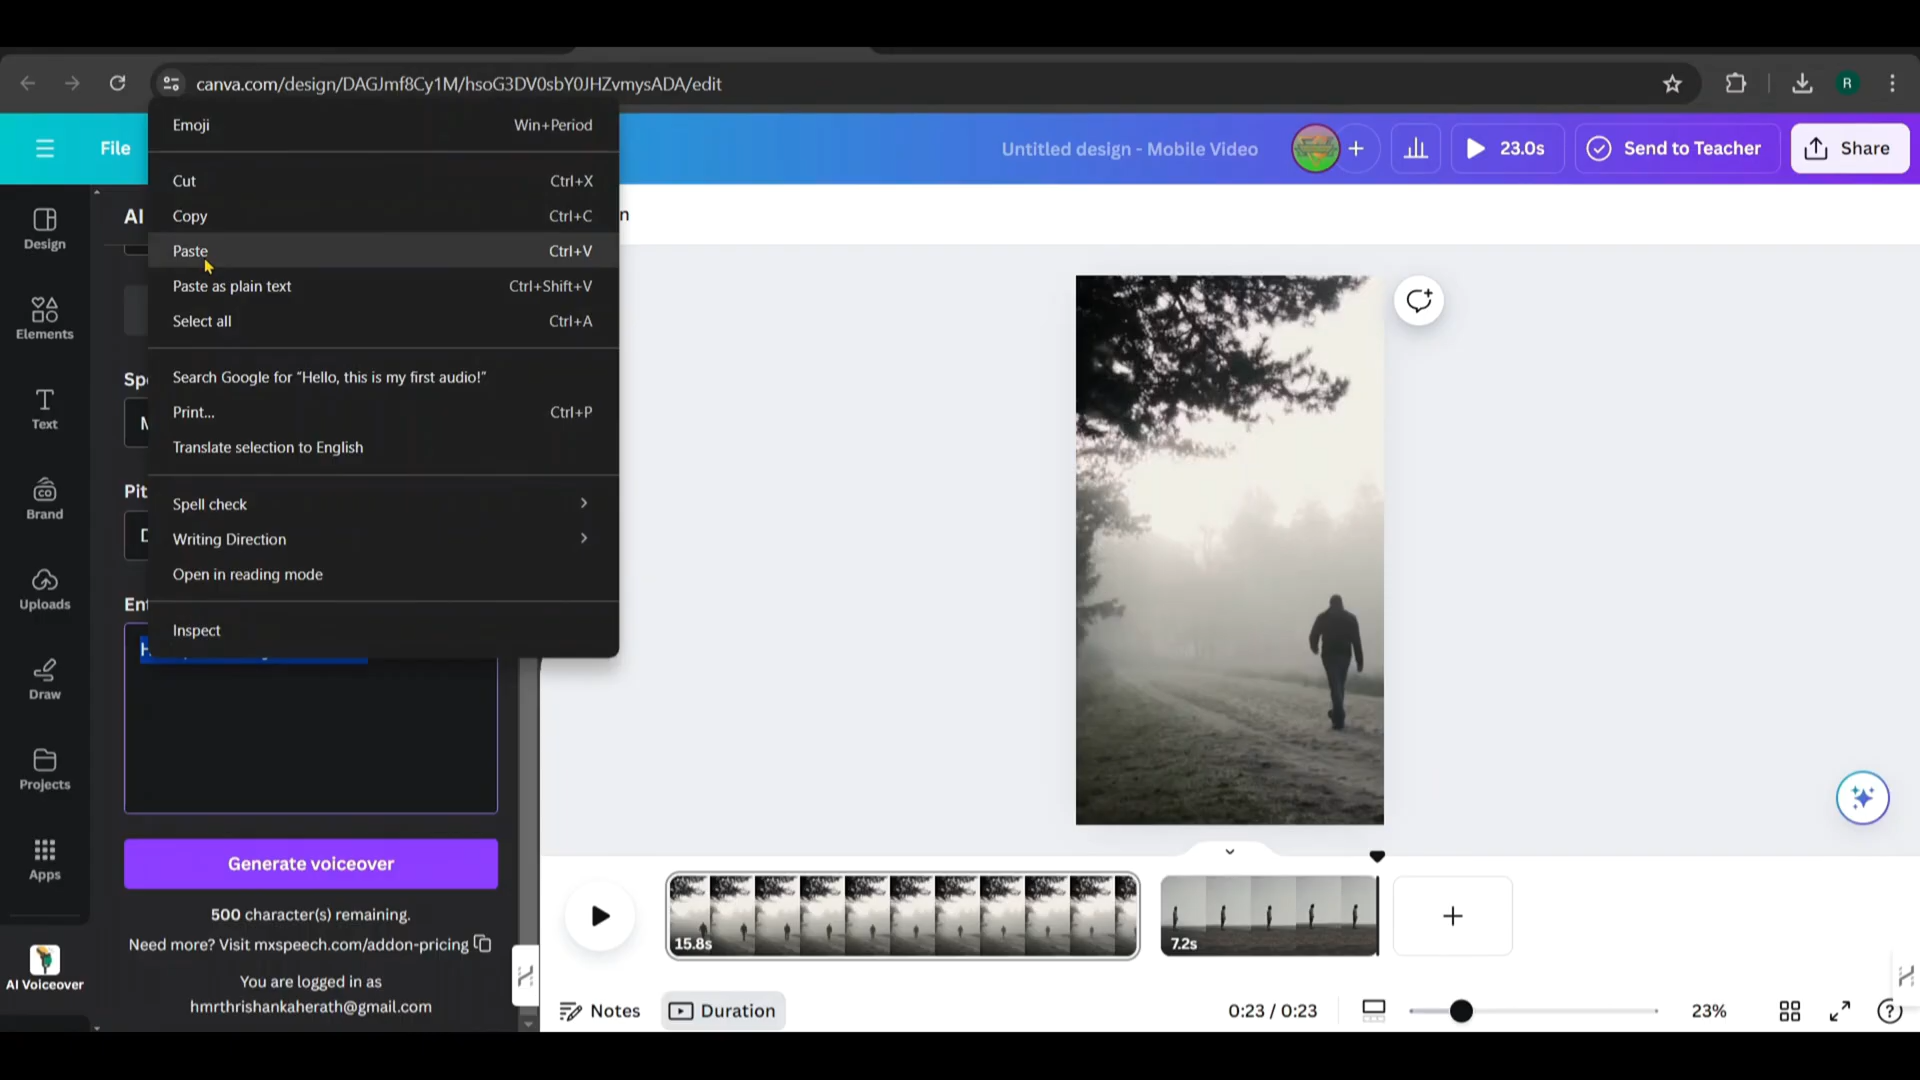 canva.com/design/DAGJmf8Cy1M/hsoG3DV0sbY0JHZvmysADA/edit
R
File
Untitled design - Mobile Video
23.0s
Send to Teacher
Share
Emoji Win+Period
Cut Ctrl+X
Copy Ctrl+C
Paste Ctrl+V
Paste as plain text Ctrl+Shift+V
Select all Ctrl+A
Search Google for “Hello, this is my first audio!”
Print... Ctrl+P
Translate selection to English
Spell check
Writing Direction
Open in reading mode
Inspect
Design
Elements
Text
Brand
Uploads
Draw
Projects
Apps
AI Voiceover
AI
Generate voiceover
500 character(s) remaining.
Need more? Visit mxspeech.com/addon-pricing
You are logged in as
hmrthrishankaherath@gmail.com
15.8s
7.2s
Notes
Duration
0:23 / 0:23
23%